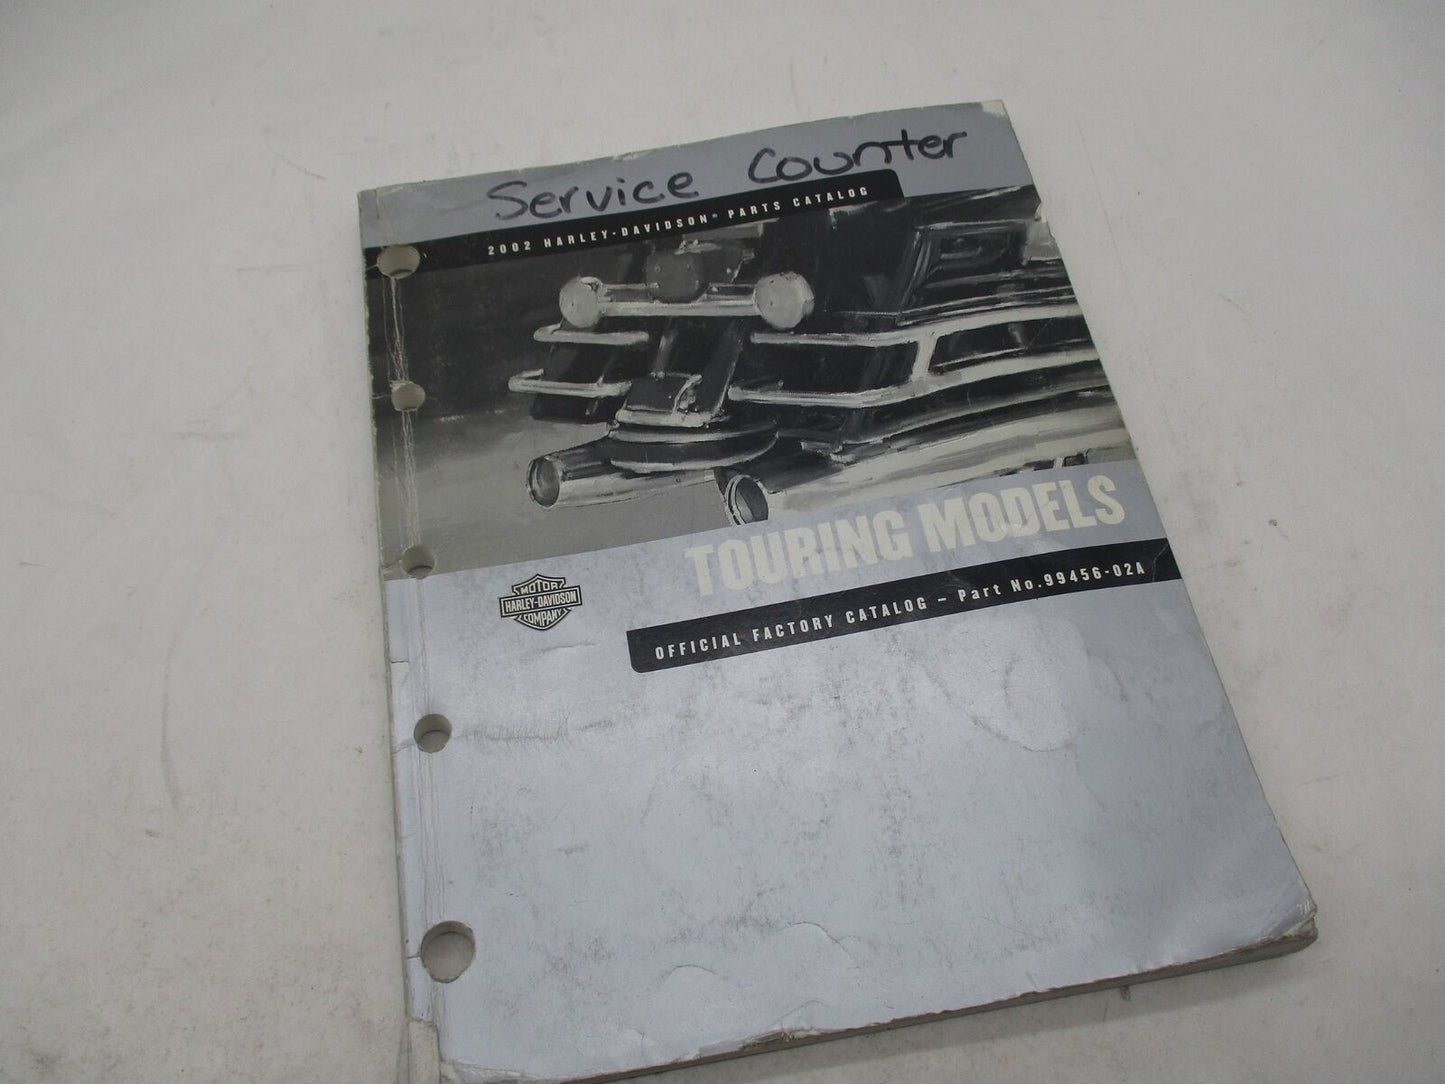 Service Counter
2002 HARLEY-DAVIDSON® PARTS CATALOG
TOURING MODELS
MOTOR
HARLEY-DAVIDSON
COMPANY
OFFICIAL FACTORY CATALOG – Part No. 99456-02A